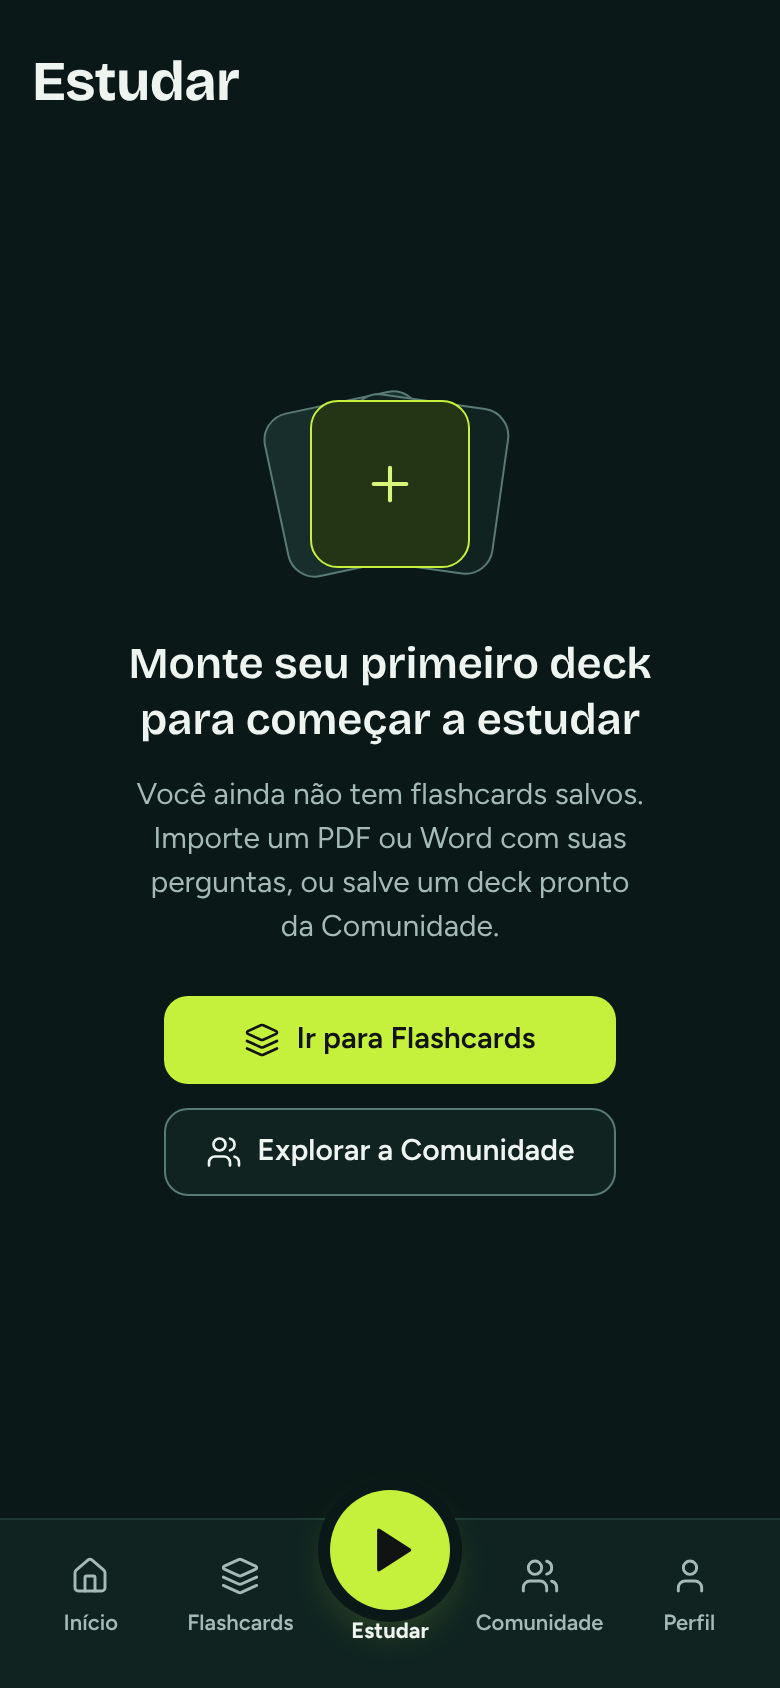 Estudar
Monte seu primeiro deck
para começar a estudar
Você ainda não tem flashcards salvos.
Importe um PDF ou Word com suas
perguntas, ou salve um deck pronto
da Comunidade.
Ir para Flashcards
Explorar a Comunidade
Início
Flashcards
Estudar
Comunidade
Perfil